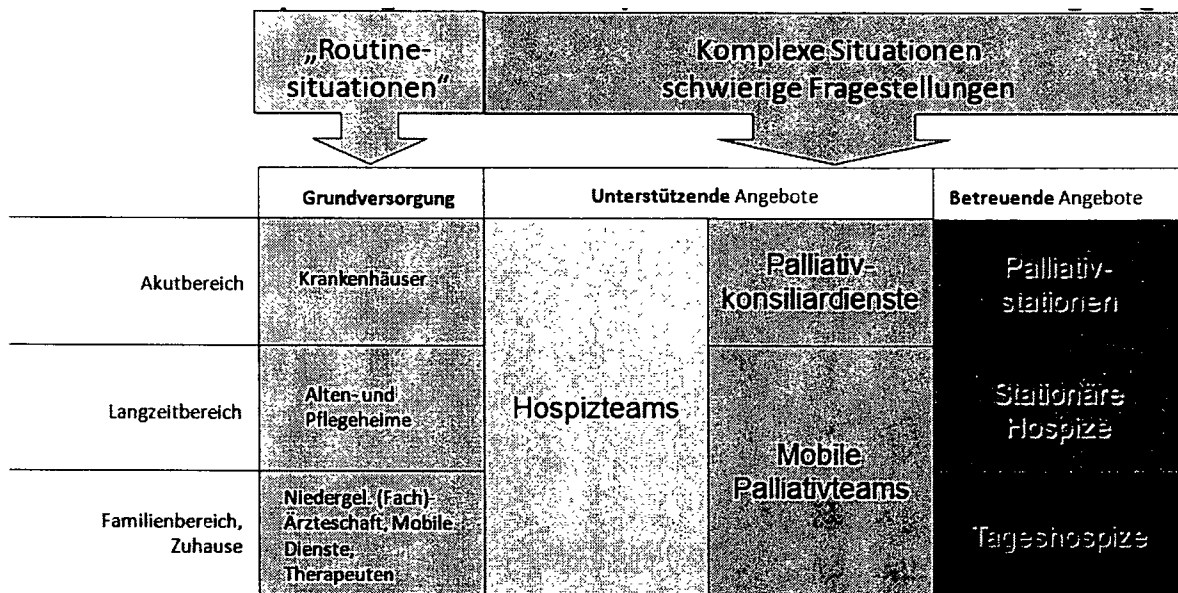 „Routine-
situationen“
Komplexe Situationen
schwierige Fragestellungen
Grundversorgung
Unterstützende Angebote
Betreuende Angebote
Akutbereich
Krankenhäuser
Palliativ-
konsiliardienste
Palliativ-
stationen
Langzeitbereich
Alten- und
Pflegeheime
Hospizteams
Mobile
Palliativteams
Stationäre
Hospize
Familienbereich,
Zuhause
Niedergel. (Fach)-
Ärzteschaft, Mobile
Dienste,
Therapeuten
Tageshospize